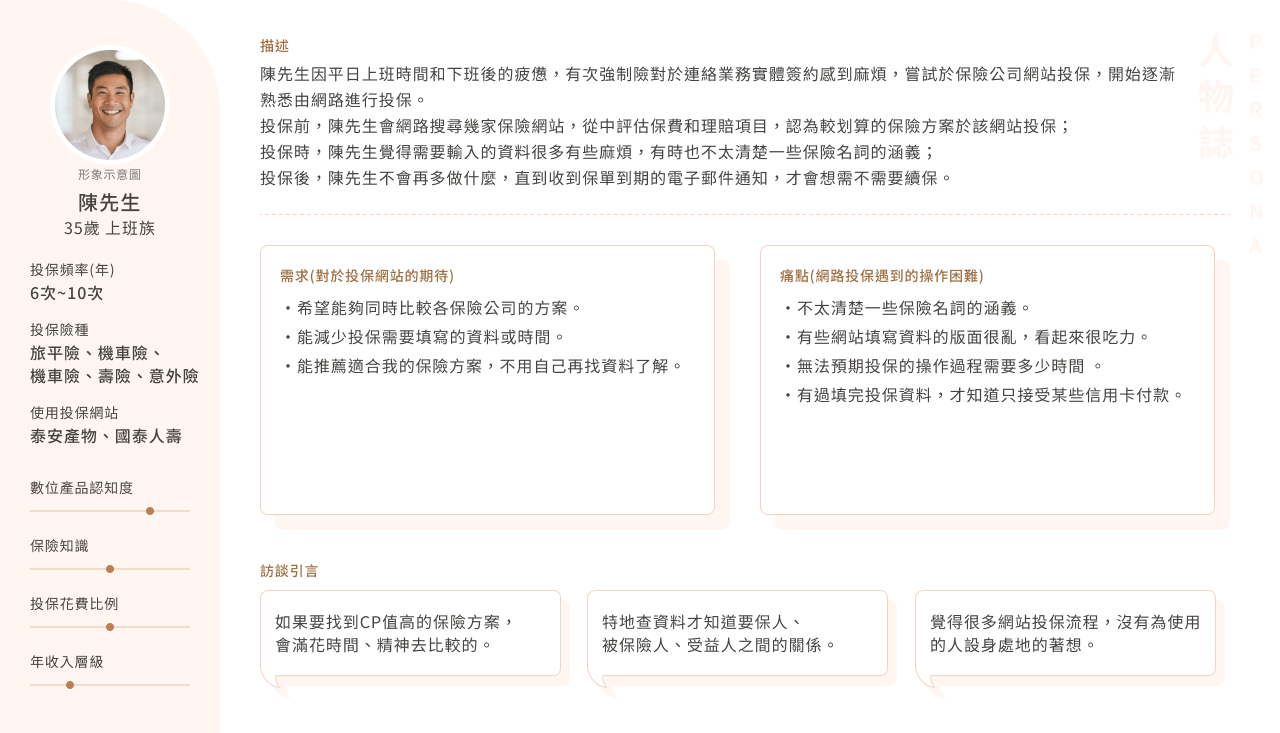 形象示意圖
陳先生
35歲 上班族
投保頻率(年)
6次~10次
投保險種
旅平險、機車險、
機車險、壽險、意外險
使用投保網站
泰安產物、國泰人壽
數位產品認知度
保險知識
投保花費比例
年收入層級
描述
陳先生因平日上班時間和下班後的疲憊，有次強制險對於連絡業務實體簽約感到麻煩，嘗試於保險公司網站投保，開始逐漸
熟悉由網路進行投保。
投保前，陳先生會網路搜尋幾家保險網站，從中評估保費和理賠項目，認為較划算的保險方案於該網站投保；
投保時，陳先生覺得需要輸入的資料很多有些麻煩，有時也不太清楚一些保險名詞的涵義；
投保後，陳先生不會再多做什麼，直到收到保單到期的電子郵件通知，才會想需不需要續保。
人物誌
PERSONA
需求(對於投保網站的期待)
・希望能夠同時比較各保險公司的方案。
・能減少投保需要填寫的資料或時間。
・能推薦適合我的保險方案，不用自己再找資料了解。
痛點(網路投保遇到的操作困難)
・不太清楚一些保險名詞的涵義。
・有些網站填寫資料的版面很亂，看起來很吃力。
・無法預期投保的操作過程需要多少時間 。
・有過填完投保資料，才知道只接受某些信用卡付款。
訪談引言
如果要找到CP值高的保險方案，
會滿花時間、精神去比較的。
特地查資料才知道要保人、
被保險人、受益人之間的關係。
覺得很多網站投保流程，沒有為使用
的人設身處地的著想。